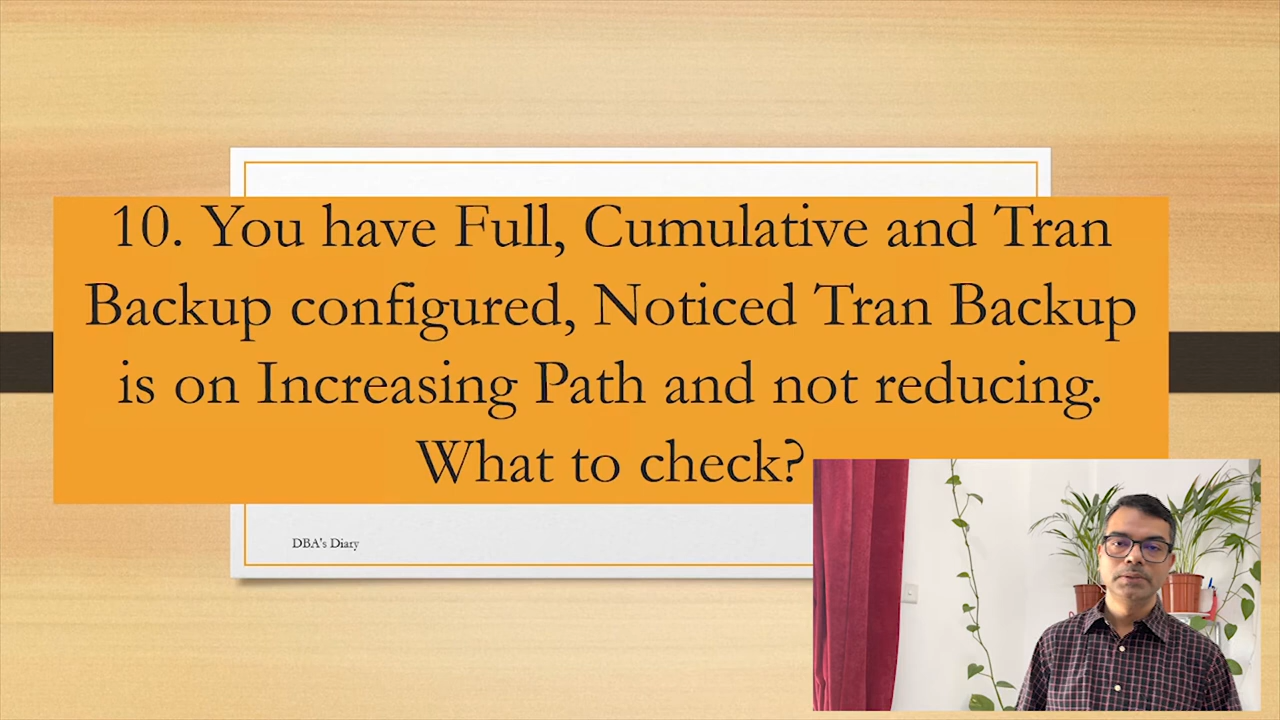 10. You have Full, Cumulative and Tran
Backup configured, Noticed Tran Backup
is on Increasing Path and not reducing.
What to check?
DBA's Diary